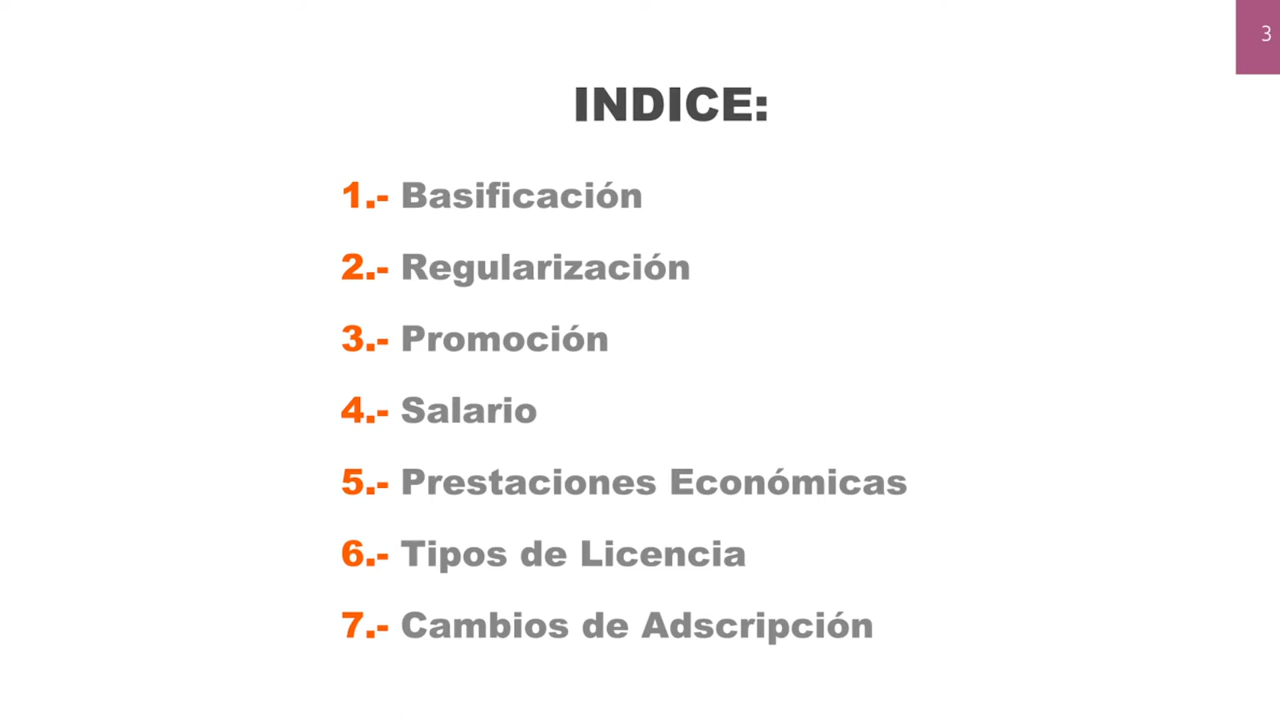 3
INDICE:
1.- Basificación
2.- Regularización
3.- Promoción
4.- Salario
5.- Prestaciones Económicas
6.- Tipos de Licencia
7.- Cambios de Adscripción